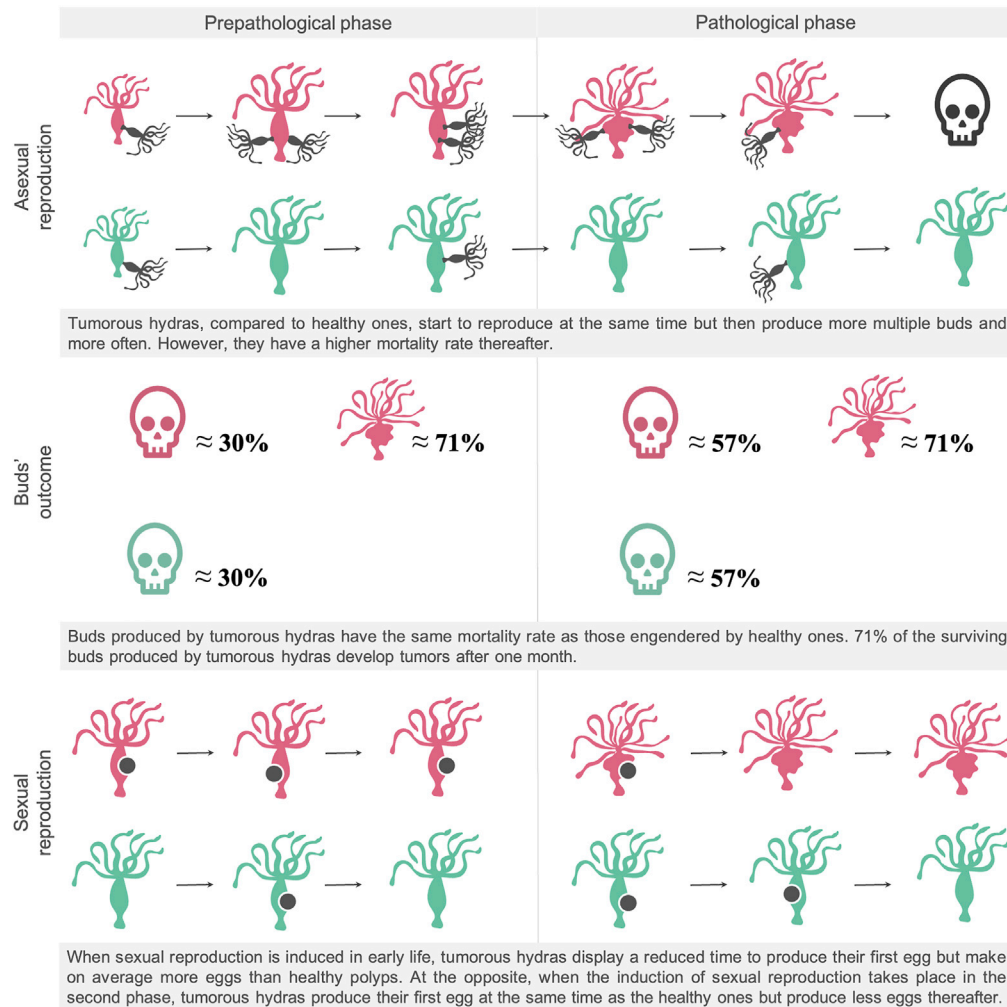 Prepathological phase
Pathological phase
Asexual
reproduction
Tumorous hydras, compared to healthy ones, start to reproduce at the same time but then produce more multiple buds and
more often. However, they have a higher mortality rate thereafter.
Buds'
outcome
≈ 30%
≈ 71%
≈ 57%
≈ 71%
≈ 30%
≈ 57%
Buds produced by tumorous hydras have the same mortality rate as those engendered by healthy ones. 71% of the surviving
buds produced by tumorous hydras develop tumors after one month.
Sexual
reproduction
When sexual reproduction is induced in early life, tumorous hydras display a reduced time to produce their first egg but make
on average more eggs than healthy polyps. At the opposite, when the induction of sexual reproduction takes place in the
second phase, tumorous hydras produce their first egg at the same time as the healthy ones but produce less eggs thereafter.